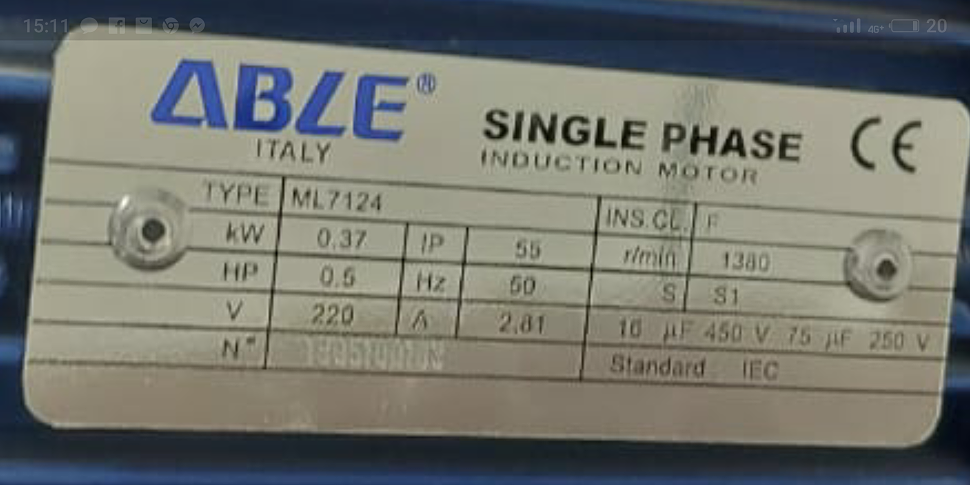 15:11
4G+ 20
ABLE®
ITALY
SINGLE PHASE
INDUCTION MOTOR
CE
TYPE ML7124 INS.CL. F
kW 0,37 IP 55 r/min 1380
HP 0,5 Hz 50 S S1
V 220 A 2,81 16 µF 450 V 75 µF 250 V
N° Standard IEC